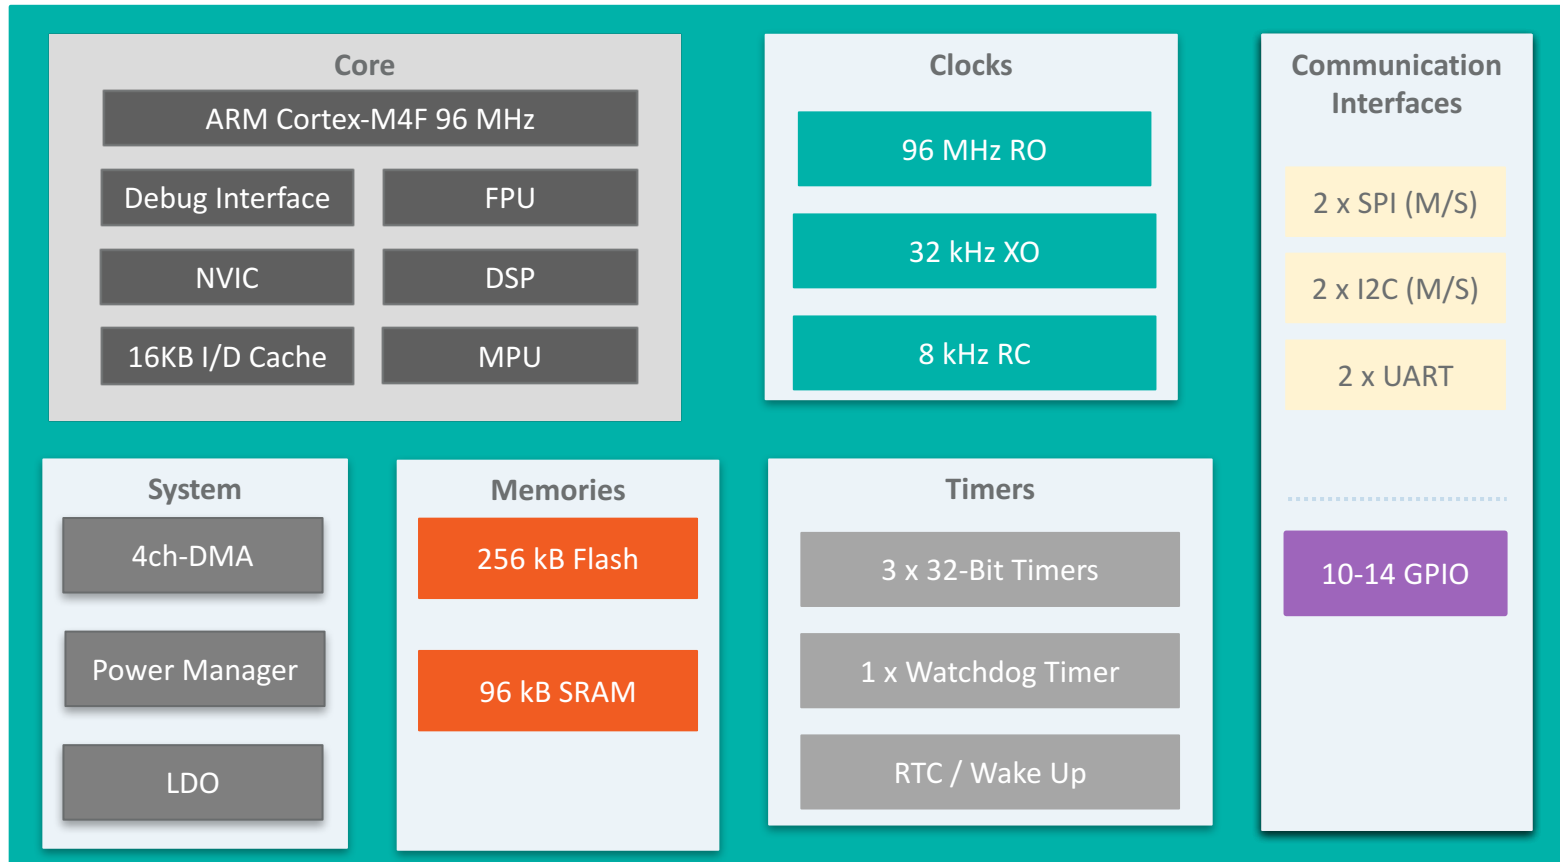 Core
ARM Cortex-M4F 96 MHz
Debug Interface
FPU
NVIC
DSP
16KB I/D Cache
MPU
Clocks
96 MHz RO
32 kHz XO
8 kHz RC
Communication
Interfaces
2 x SPI (M/S)
2 x I2C (M/S)
2 x UART
10-14 GPIO
System
4ch-DMA
Power Manager
LDO
Memories
256 kB Flash
96 kB SRAM
Timers
3 x 32-Bit Timers
1 x Watchdog Timer
RTC / Wake Up